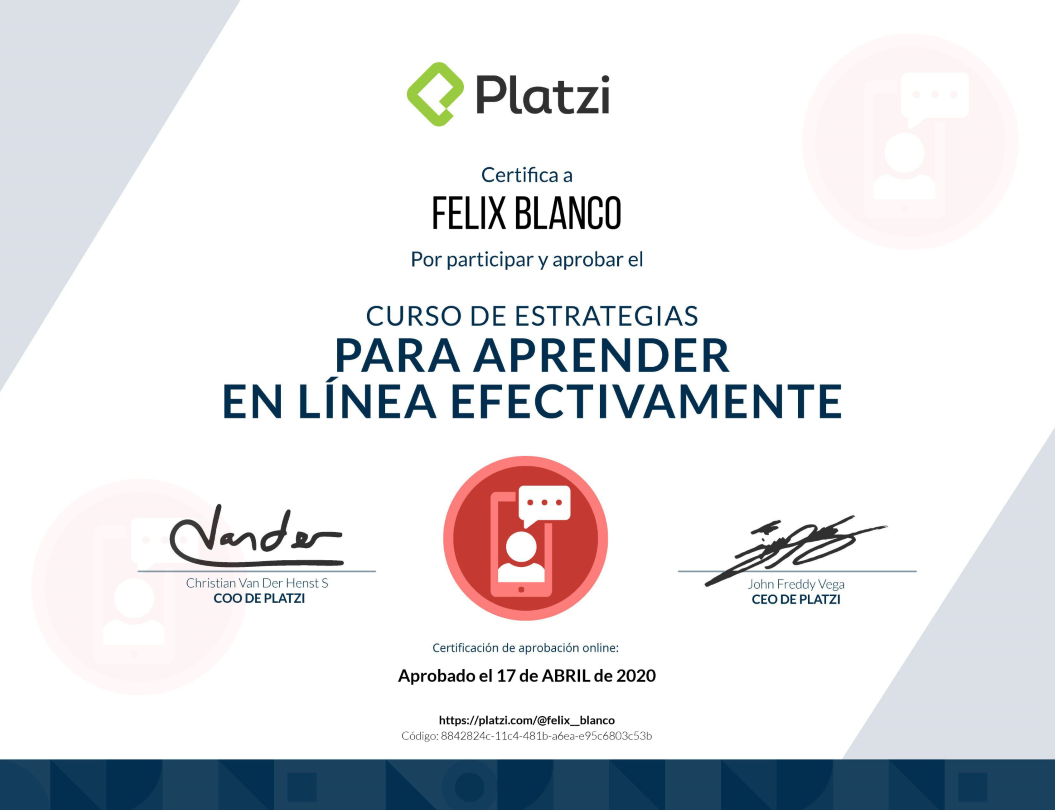 Platzi
Certifica a
FELIX BLANCO
Por participar y aprobar el
CURSO DE ESTRATEGIAS
PARA APRENDER
EN LÍNEA EFECTIVAMENTE
Vander
Christian Van Der Henst S
COO DE PLATZI
John Freddy Vega
CEO DE PLATZI
Certificación de aprobación online:
Aprobado el 17 de ABRIL de 2020
https://platzi.com/@felix__blanco
Código: 8842824c-11c4-481b-a6ea-e95c6803c53b